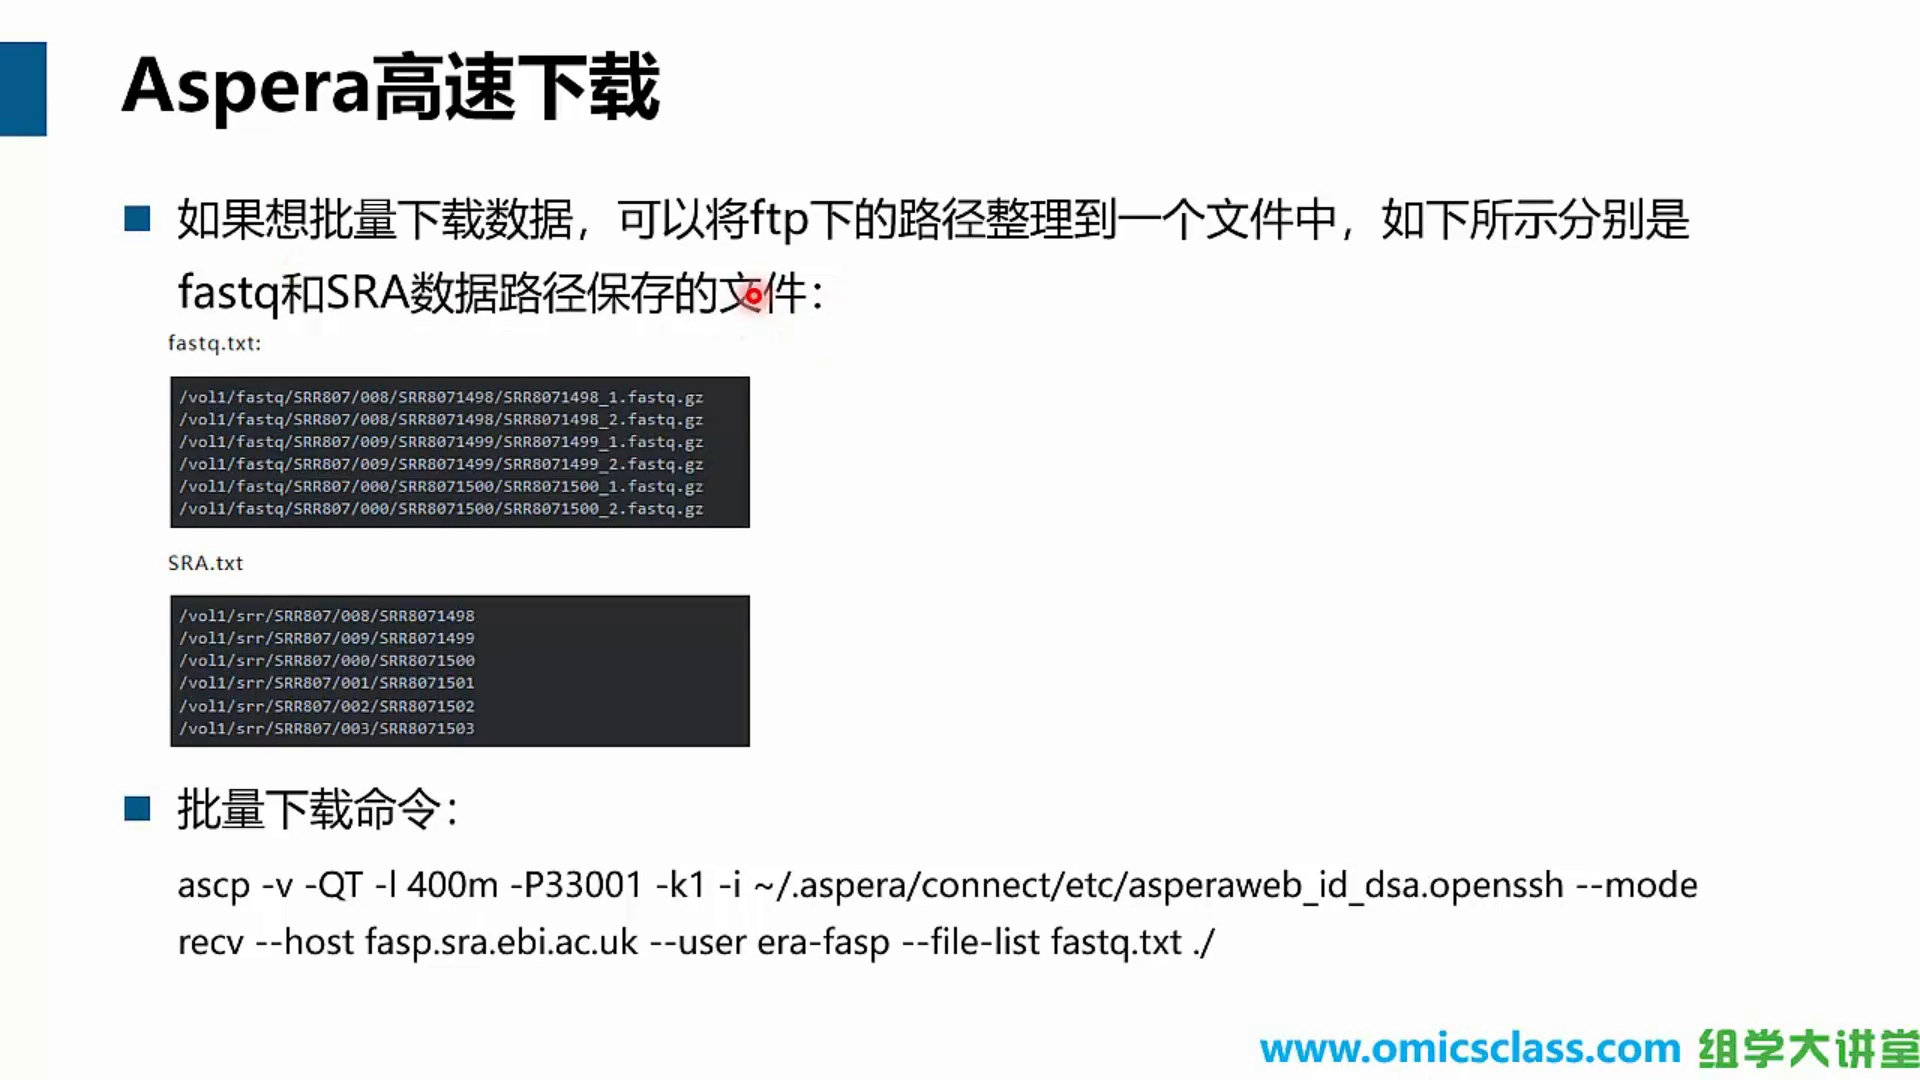 Aspera高速下载
如果想批量下载数据，可以将ftp下的路径整理到一个文件中，如下所示分别是
fastq和SRA数据路径保存的文件：
fastq.txt:
/vol1/fastq/SRR807/008/SRR8071498/SRR8071498_1.fastq.gz
/vol1/fastq/SRR807/008/SRR8071498/SRR8071498_2.fastq.gz
/vol1/fastq/SRR807/009/SRR8071499/SRR8071499_1.fastq.gz
/vol1/fastq/SRR807/009/SRR8071499/SRR8071499_2.fastq.gz
/vol1/fastq/SRR807/000/SRR8071500/SRR8071500_1.fastq.gz
/vol1/fastq/SRR807/000/SRR8071500/SRR8071500_2.fastq.gz
SRA.txt
/vol1/srr/SRR807/008/SRR8071498
/vol1/srr/SRR807/009/SRR8071499
/vol1/srr/SRR807/000/SRR8071500
/vol1/srr/SRR807/001/SRR8071501
/vol1/srr/SRR807/002/SRR8071502
/vol1/srr/SRR807/003/SRR8071503
批量下载命令：
ascp -v -QT -l 400m -P33001 -k1 -i ~/.aspera/connect/etc/asperaweb_id_dsa.openssh --mode
recv --host fasp.sra.ebi.ac.uk --user era-fasp --file-list fastq.txt ./
www.omicsclass.com 组学大讲堂